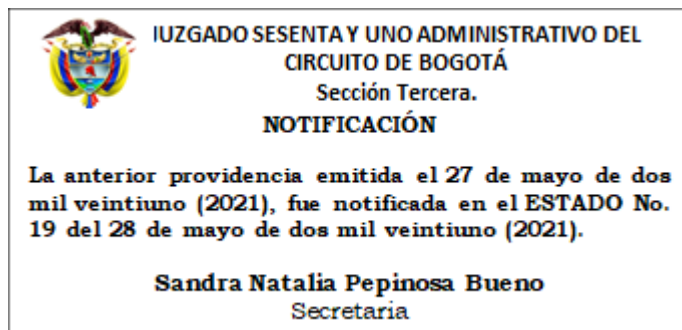 IUZGADO SESENTA Y UNO ADMINISTRATIVO DEL
CIRCUITO DE BOGOTÁ
Sección Tercera.
NOTIFICACIÓN
La anterior providencia emitida el 27 de mayo de dos
mil veintiuno (2021), fue notificada en el ESTADO No.
19 del 28 de mayo de dos mil veintiuno (2021).
Sandra Natalia Pepinosa Bueno
Secretaria